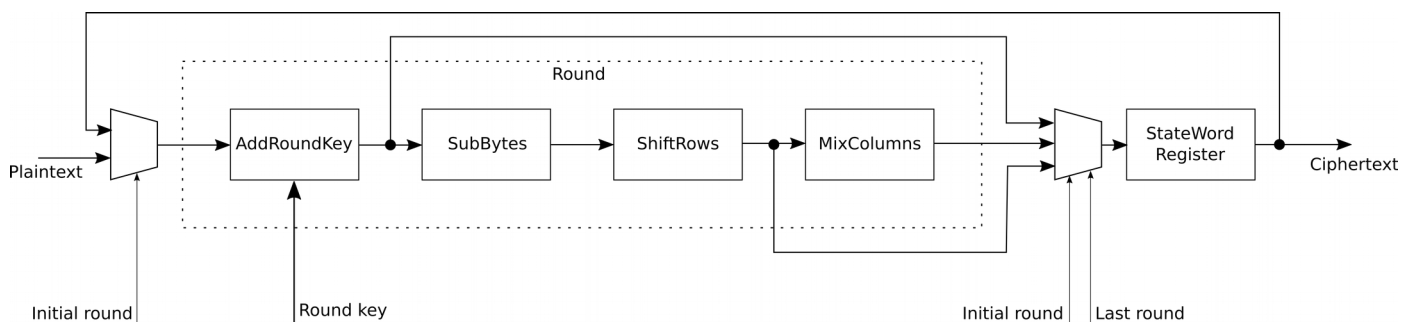 Round
AddRoundKey
SubBytes
ShiftRows
MixColumns
StateWord
Register
Plaintext
Ciphertext
Initial round
Round key
Initial round
Last round